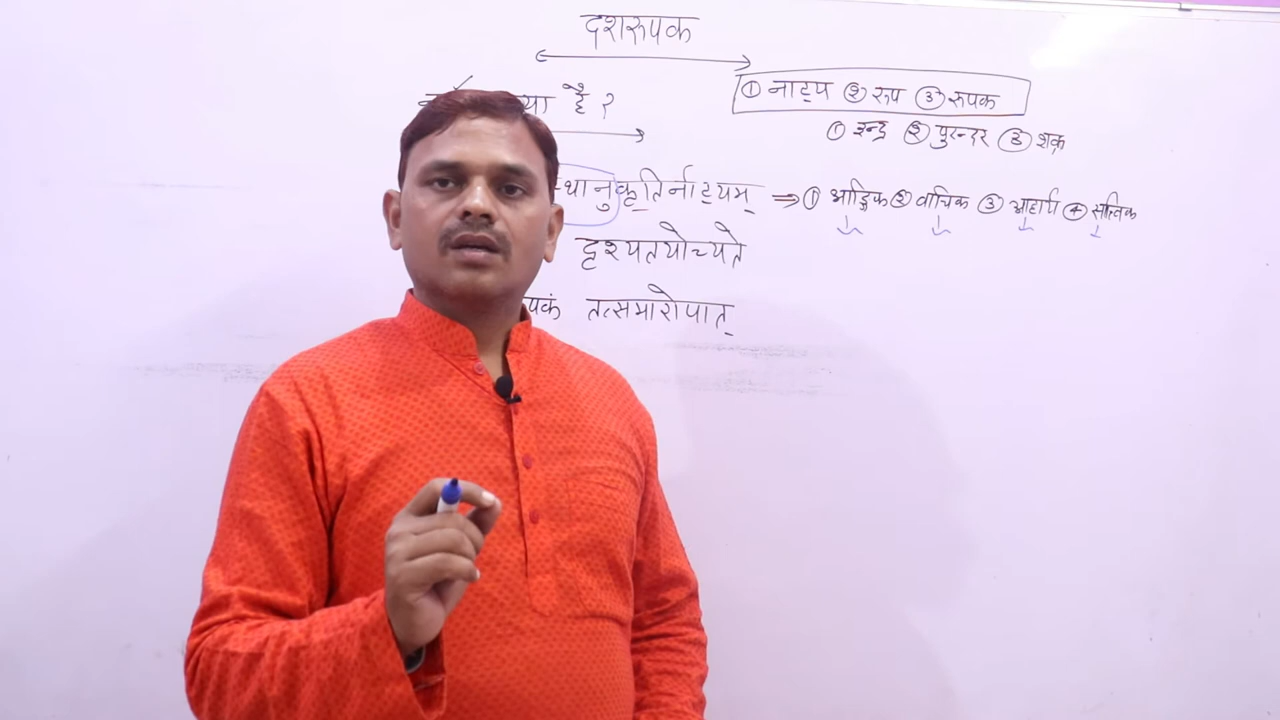 दशरूपक
क्या है ?
① नाट्य ② रूप ③ रूपक
① इन्द्र ② पुरन्दर ③ शक्र
स्थानुकृतिर्नाट्यम् ⇒ ① आङ्गिक ② वाचिक ③ आहार्य ④ सात्विक
दृश्यतयोच्यते
पकं तत्समारोपात्